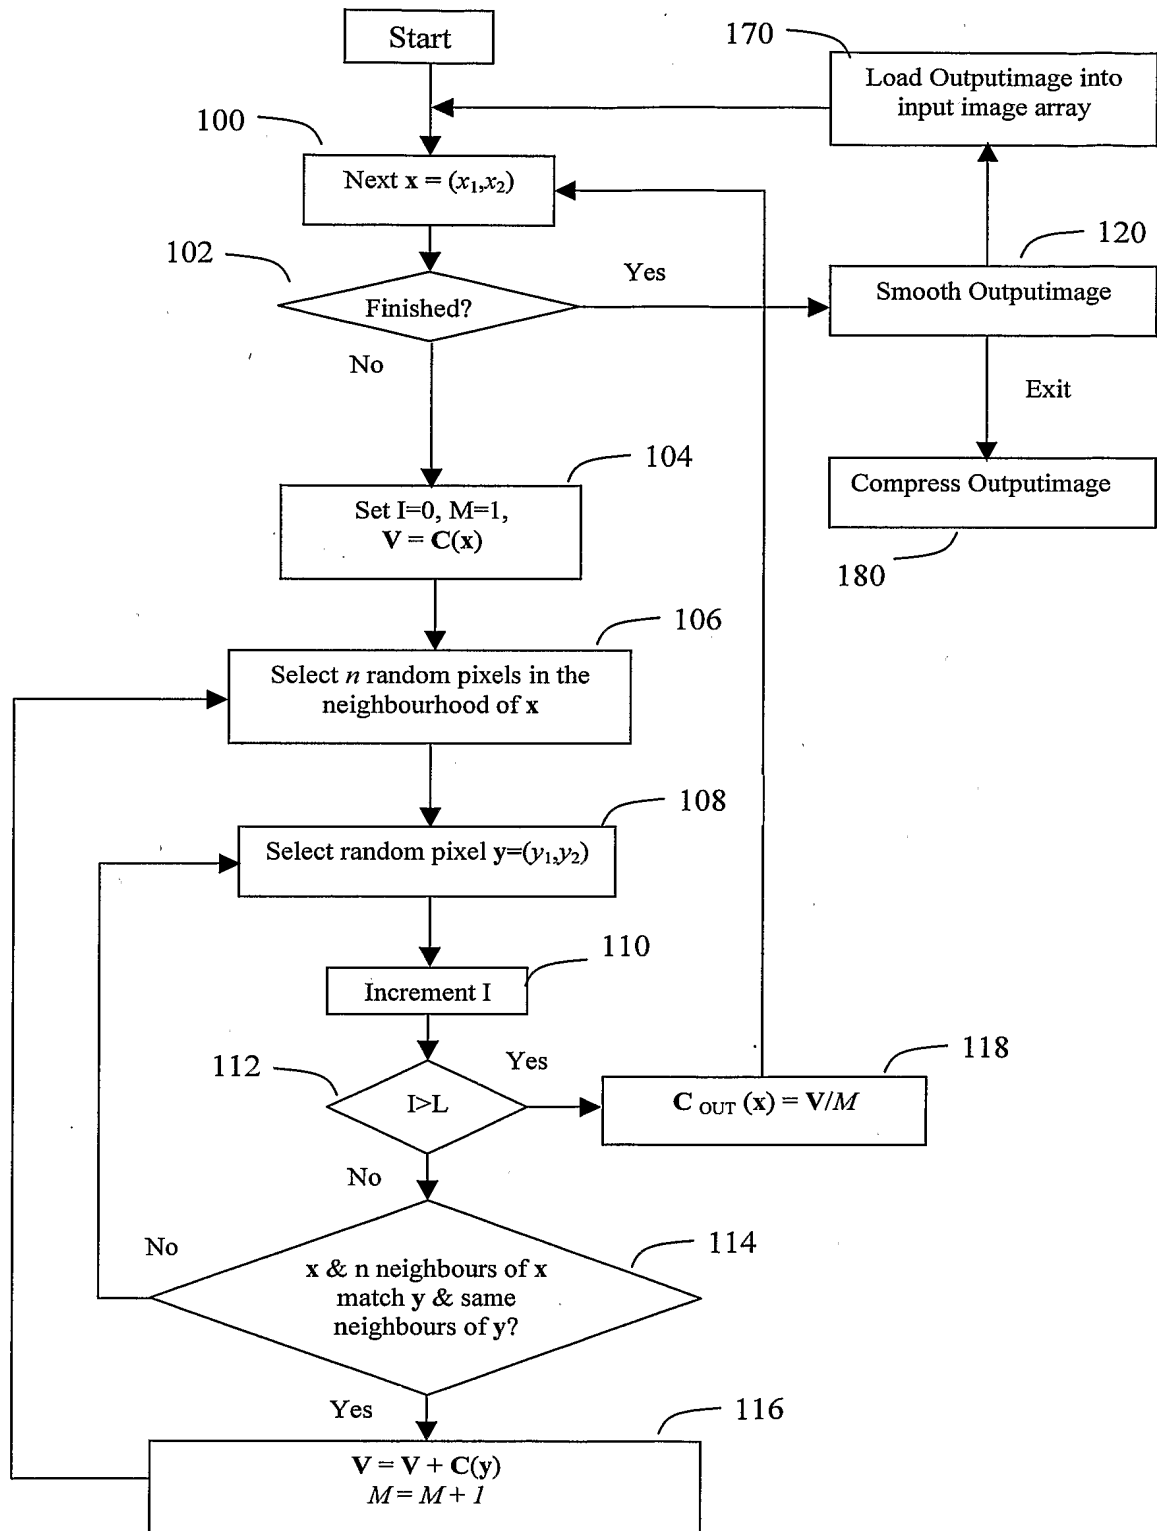 Start
170
Load Outputimage into
input image array
100
Next x = (x₁,x₂)
102
Finished?
Yes
120
Smooth Outputimage
No
Exit
104
Set I=0, M=1,
V = C(x)
Compress Outputimage
180
106
Select n random pixels in the
neighbourhood of x
108
Select random pixel y=(y₁,y₂)
110
Increment I
112
I>L
Yes
118
C OUT (x) = V/M
No
No
114
x & n neighbours of x
match y & same
neighbours of y?
Yes
116
V = V + C(y)
M = M + 1